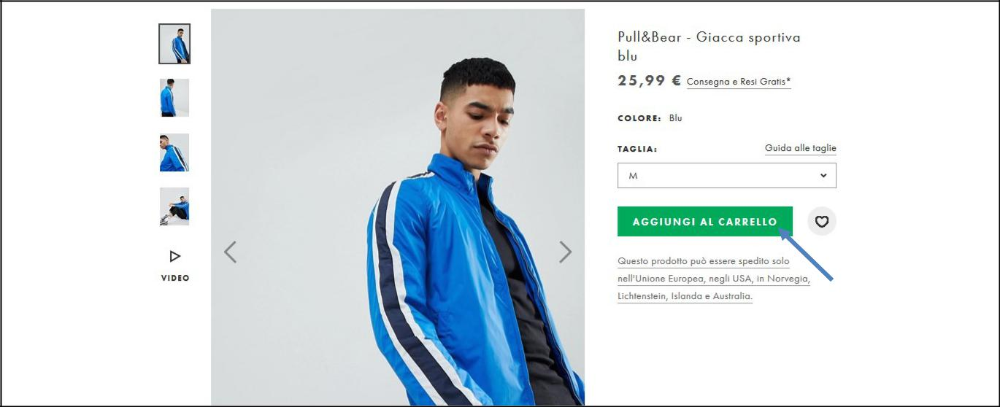 Pull&Bear - Giacca sportiva
blu
25,99 € Consegna e Resi Gratis*
COLORE: Blu
TAGLIA: Guida alle taglie
M
AGGIUNGI AL CARRELLO
Questo prodotto può essere spedito solo
nell'Unione Europea, negli USA, in Norvegia,
Lichtenstein, Islanda e Australia.
VIDEO